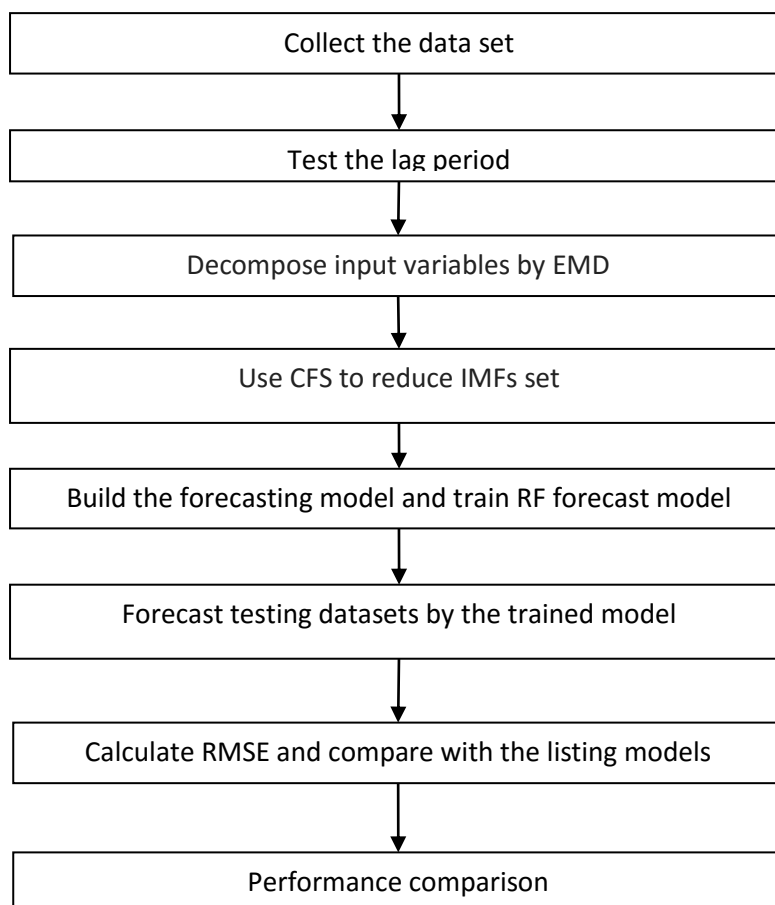 Collect the data set
Test the lag period
Decompose input variables by EMD
Use CFS to reduce IMFs set
Build the forecasting model and train RF forecast model
Forecast testing datasets by the trained model
Calculate RMSE and compare with the listing models
Performance comparison